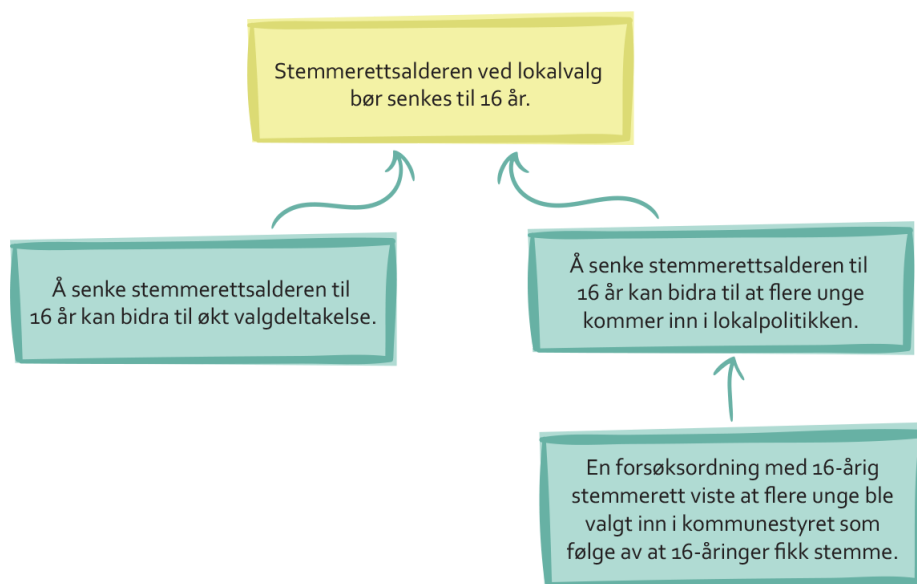 Stemmerettsalderen ved lokalvalg
bør senkes til 16 år.
Å senke stemmerettsalderen til
16 år kan bidra til økt valgdeltakelse.
Å senke stemmerettsalderen til
16 år kan bidra til at flere unge
kommer inn i lokalpolitikken.
En forsøksordning med 16-årig
stemmerett viste at flere unge ble
valgt inn i kommunestyret som
følge av at 16-åringer fikk stemme.